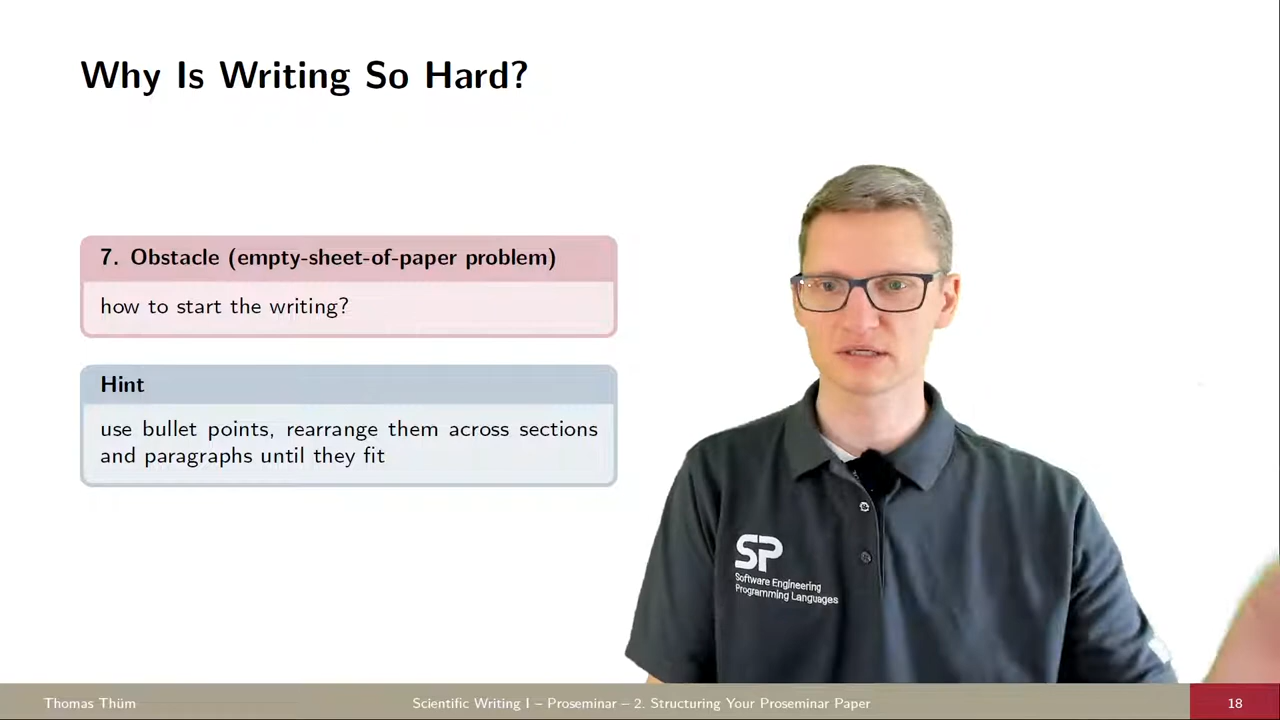 Why Is Writing So Hard?
7. Obstacle (empty-sheet-of-paper problem)
how to start the writing?
Hint
use bullet points, rearrange them across sections
and paragraphs until they fit
SP
Software Engineering
Programming Languages
Thomas Thüm
Scientific Writing I – Proseminar – 2. Structuring Your Proseminar Paper
18